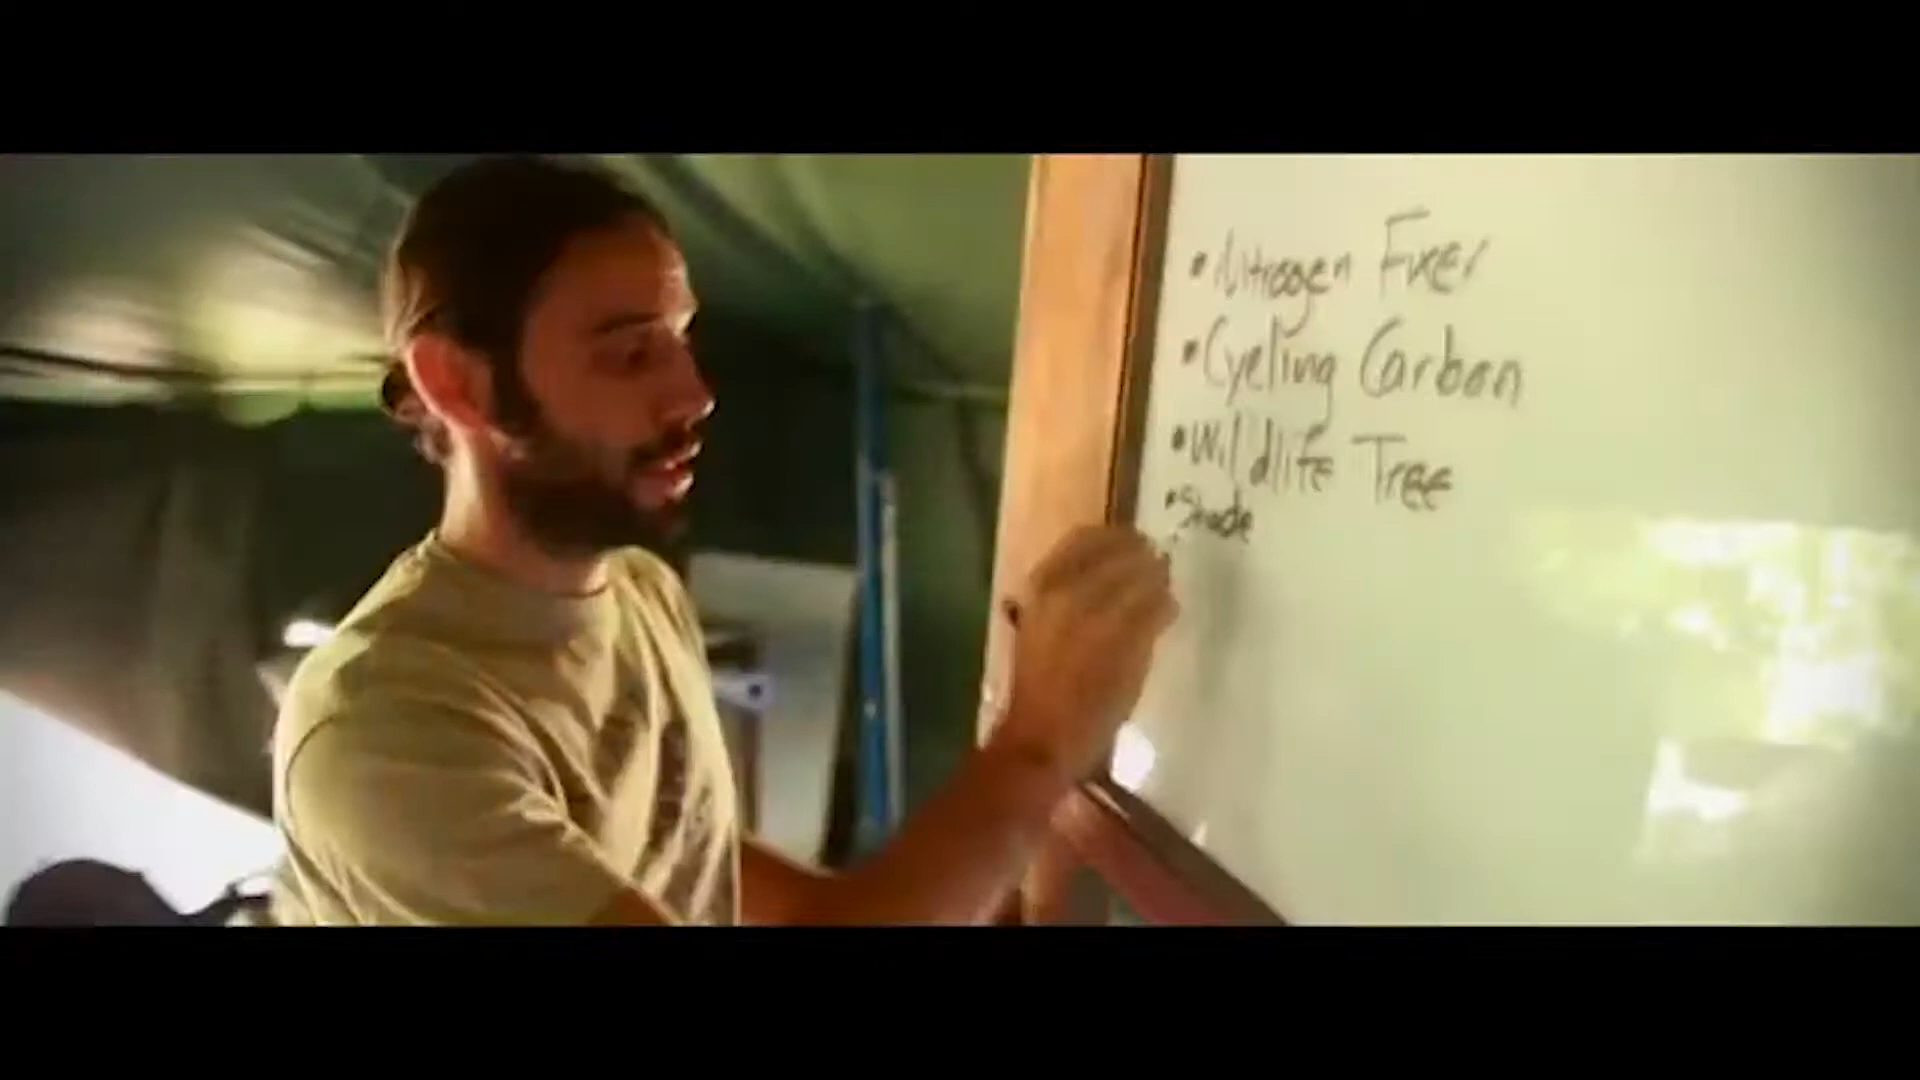 • Nitrogen Fixer
• Cycling Carbon
• Wildlife Tree
• Shade